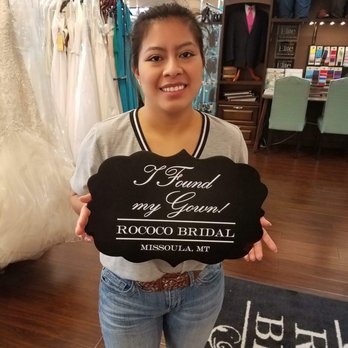 I Found
my Gown!
ROCOCO BRIDAL
MISSOULA, MT